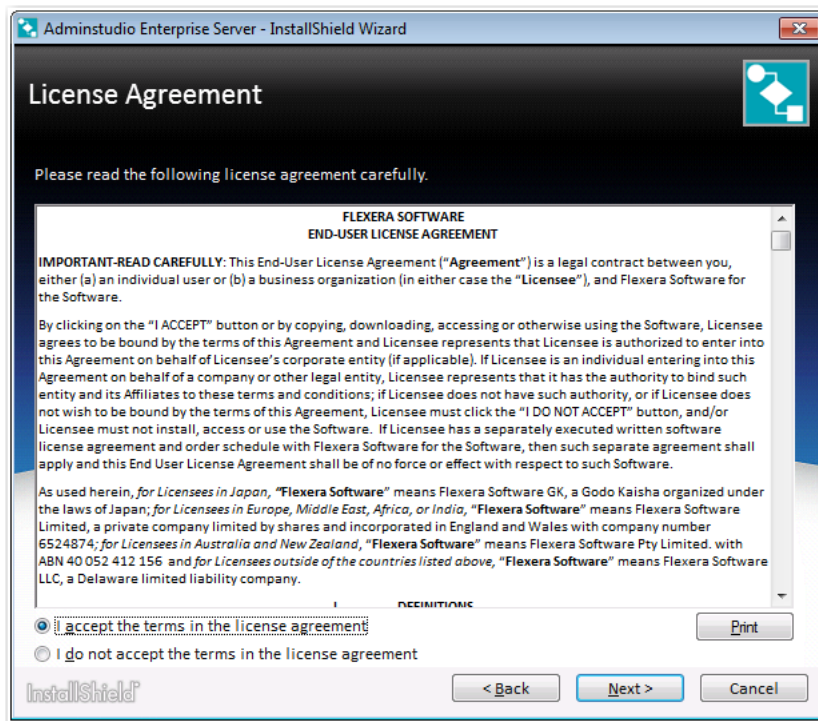 Adminstudio Enterprise Server - InstallShield Wizard
License Agreement
Please read the following license agreement carefully.
FLEXERA SOFTWARE
END-USER LICENSE AGREEMENT
IMPORTANT-READ CAREFULLY: This End-User License Agreement ("Agreement") is a legal contract between you,
either (a) an individual user or (b) a business organization (in either case the "Licensee"), and Flexera Software for
the Software.
By clicking on the "I ACCEPT" button or by copying, downloading, accessing or otherwise using the Software, Licensee
agrees to be bound by the terms of this Agreement and Licensee represents that Licensee is authorized to enter into
this Agreement on behalf of Licensee's corporate entity (if applicable). If Licensee is an individual entering into this
Agreement on behalf of a company or other legal entity, Licensee represents that it has the authority to bind such
entity and its Affiliates to these terms and conditions; if Licensee does not have such authority, or if Licensee does
not wish to be bound by the terms of this Agreement, Licensee must click the "I DO NOT ACCEPT" button, and/or
Licensee must not install, access or use the Software.  If Licensee has a separately executed written software
license agreement and order schedule with Flexera Software for the Software, then such separate agreement shall
apply and this End User License Agreement shall be of no force or effect with respect to such Software.
As used herein, for Licensees in Japan, "Flexera Software" means Flexera Software GK, a Godo Kaisha organized under
the laws of Japan; for Licensees in Europe, Middle East, Africa, or India, "Flexera Software" means Flexera Software
Limited, a private company limited by shares and incorporated in England and Wales with company number
6524874; for Licensees in Australia and New Zealand, "Flexera Software" means Flexera Software Pty Limited. with
ABN 40 052 412 156  and for Licensees outside of the countries listed above, "Flexera Software" means Flexera Software
LLC, a Delaware limited liability company.
I. DEFINITIONS
I accept the terms in the license agreement
Print
I do not accept the terms in the license agreement
InstallShield
< Back
Next >
Cancel